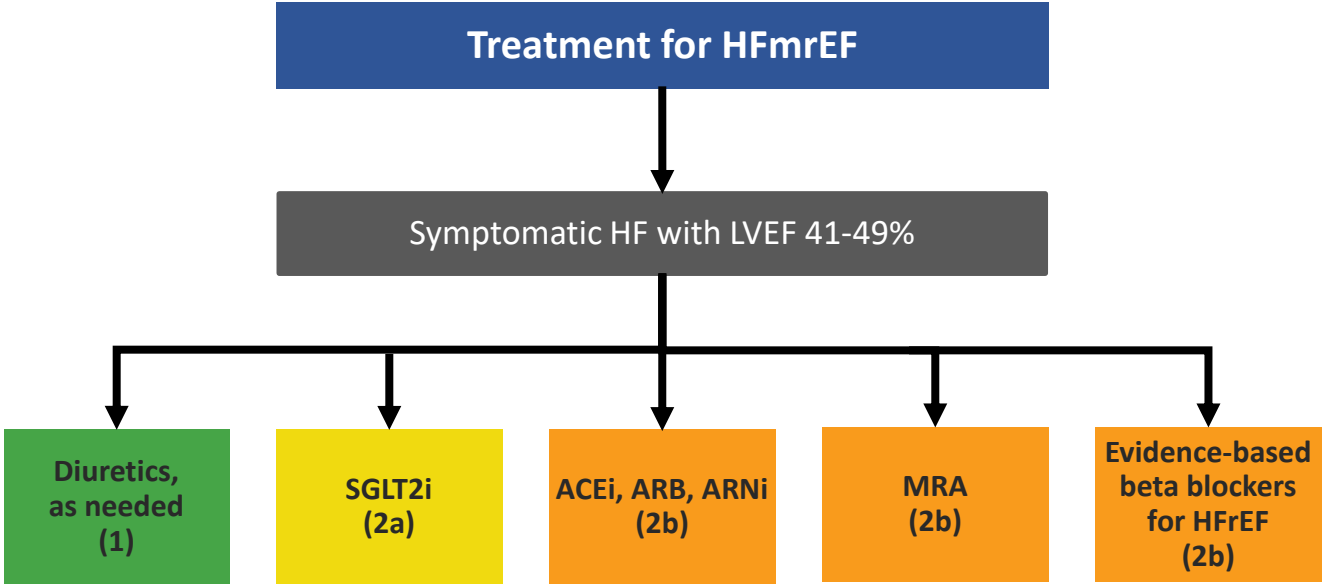 Treatment for HFmrEF
Symptomatic HF with LVEF 41-49%
Diuretics,
as needed
(1)
SGLT2i
(2a)
ACEi, ARB, ARNi
(2b)
MRA
(2b)
Evidence-based
beta blockers
for HFrEF
(2b)